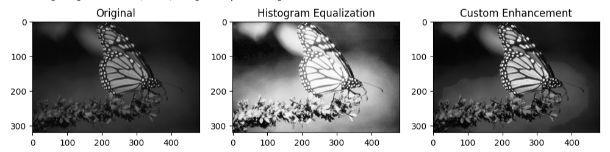 Original Histogram Equalization Custom Enhancement
0 0 0
100 100 100
200 200 200
300 300 300
0 100 200 300 400 0 100 200 300 400 0 100 200 300 400